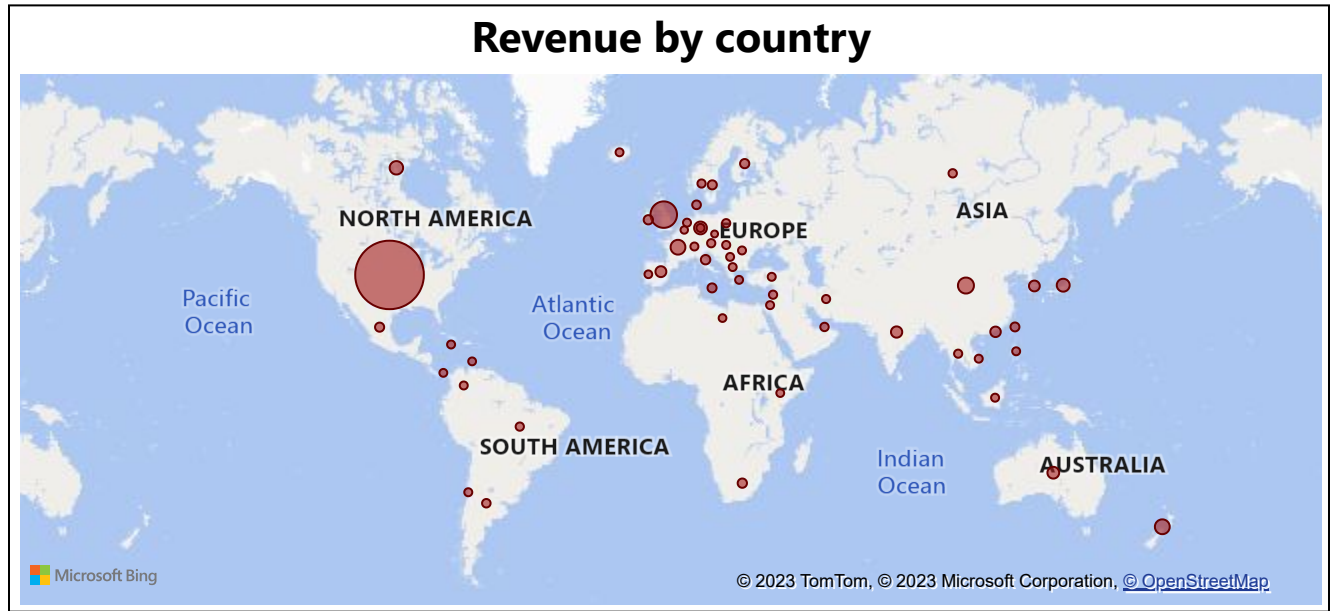 Revenue by country
NORTH AMERICA
ASIA
EUROPE
Pacific
Ocean
Atlantic
Ocean
AFRICA
SOUTH AMERICA
Indian
Ocean
AUSTRALIA
Microsoft Bing
© 2023 TomTom, © 2023 Microsoft Corporation, © OpenStreetMap